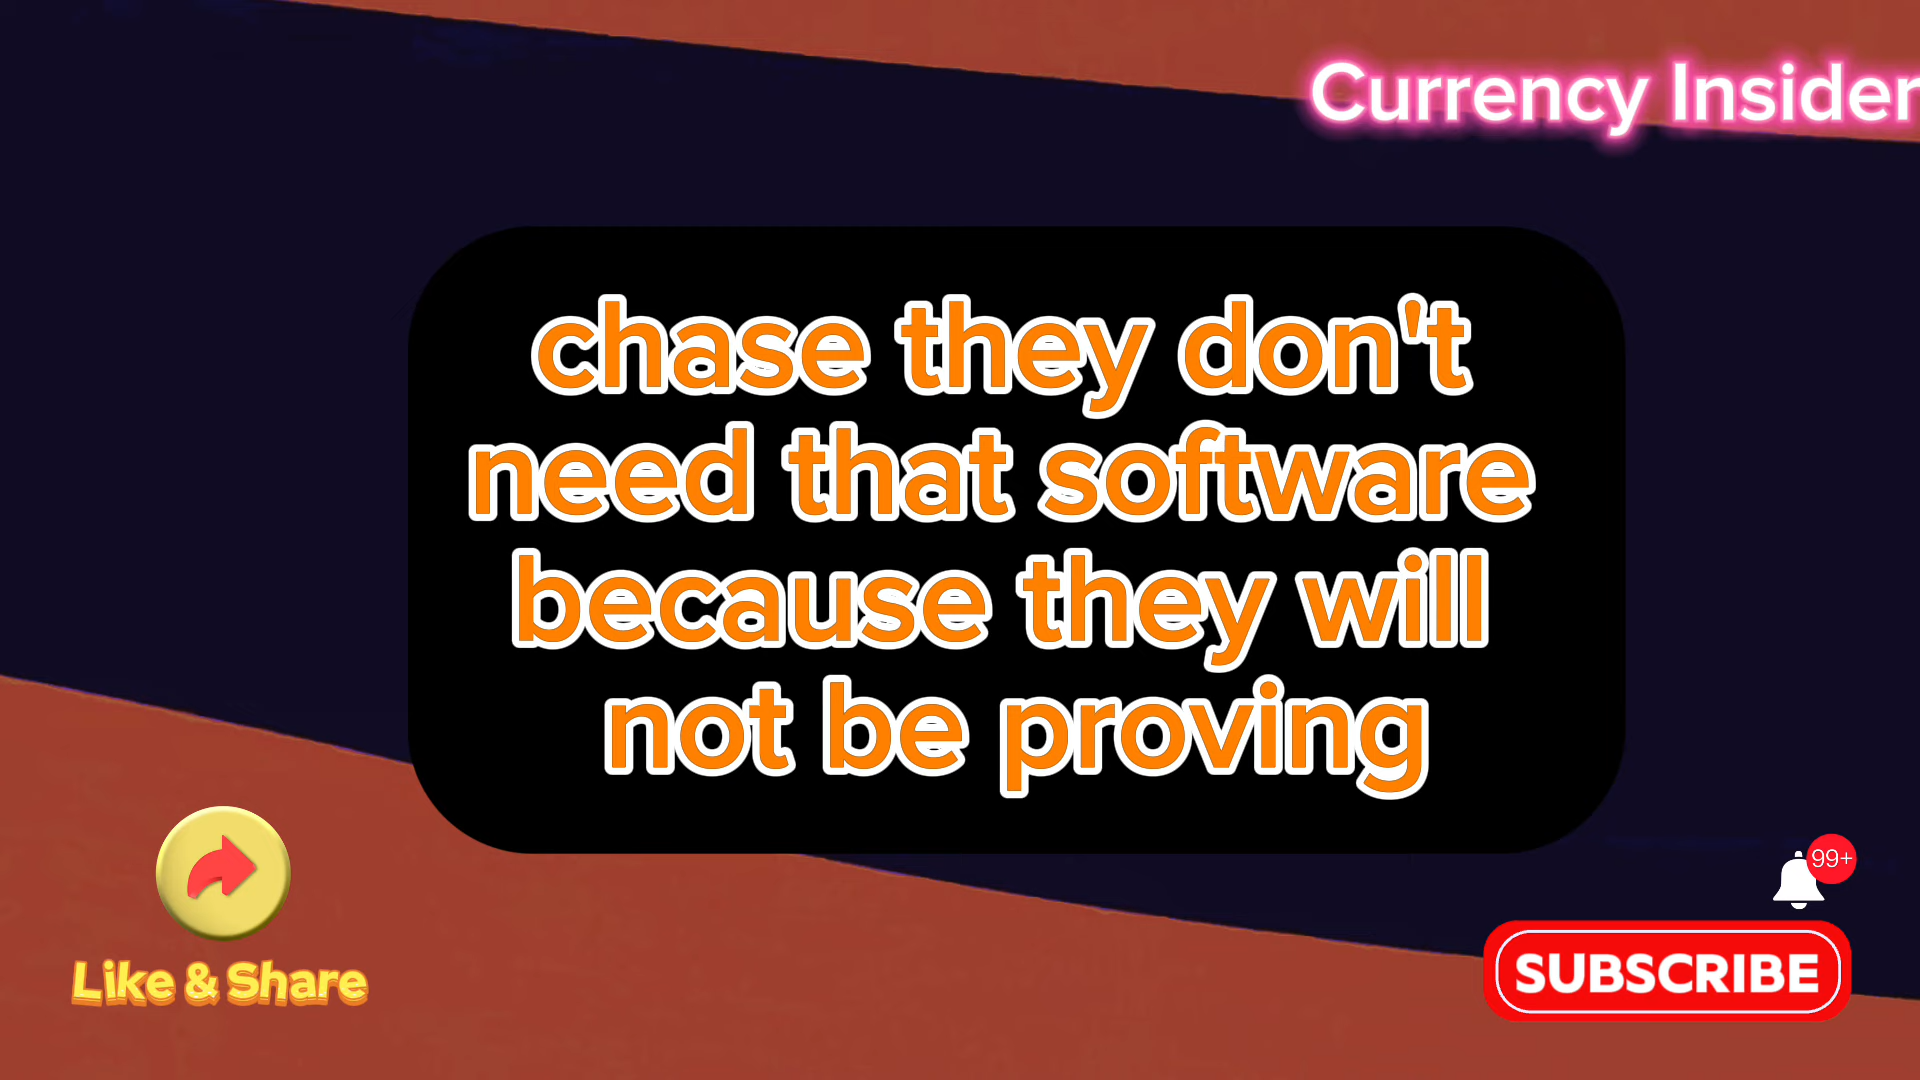 Currency Insider
chase they don't
need that software
because they will
not be proving
99+
Like & Share
SUBSCRIBE